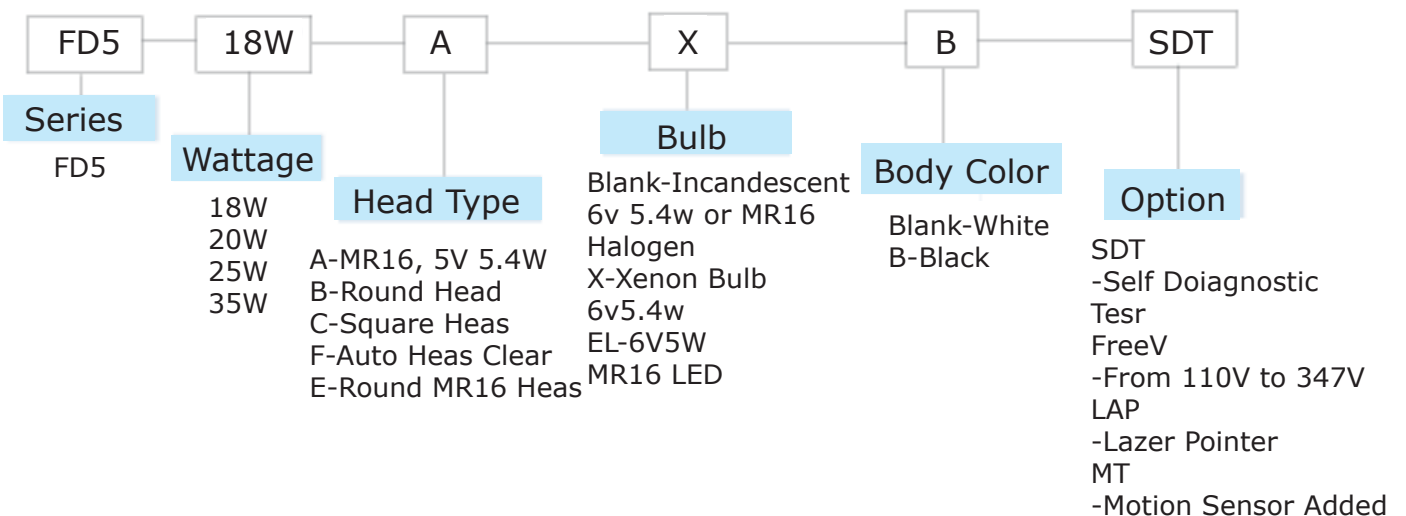 FD5 18W A X B SDT
Series
FD5
Wattage
18W
20W
25W
35W
Head Type
A-MR16, 5V 5.4W
B-Round Head
C-Square Heas
F-Auto Heas Clear
E-Round MR16 Heas
Bulb
Blank-Incandescent
6v 5.4w or MR16
Halogen
X-Xenon Bulb
6v5.4w
EL-6V5W
MR16 LED
Body Color
Blank-White
B-Black
Option
SDT
-Self Doiagnostic
Tesr
FreeV
-From 110V to 347V
LAP
-Lazer Pointer
MT
-Motion Sensor Added